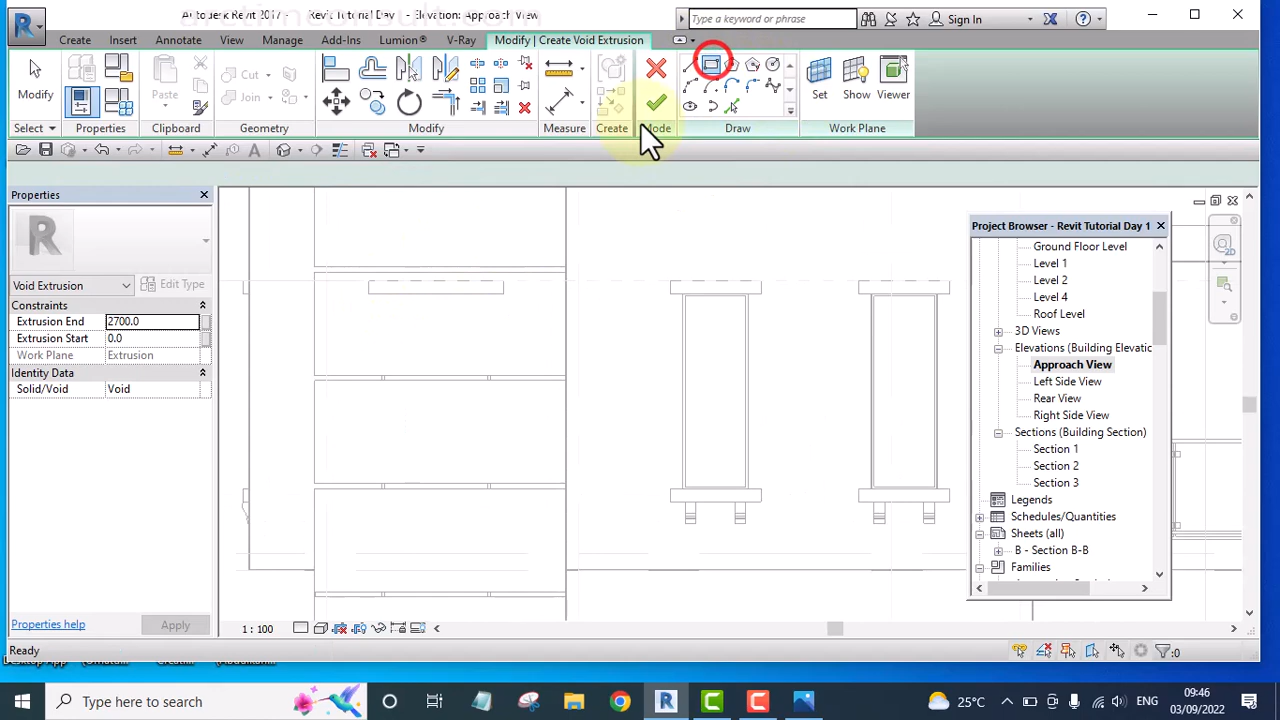 Autodesk Revit 2017 - Revit Tutorial Day - Elevation: Approach View
Type a keyword or phrase
Sign In
Create Insert Annotate View Manage Add-Ins Lumion® V-Ray Modify | Create Void Extrusion
Modify
Paste
Cut
Join
Set Show Viewer
Select Properties Clipboard Geometry Modify Measure Create Mode Draw Work Plane
Properties
Void Extrusion
Edit Type
Constraints
Extrusion End 2700.0
Extrusion Start 0.0
Work Plane Extrusion
Identity Data
Solid/Void Void
Properties help
Apply
Project Browser - Revit Tutorial Day 1
Ground Floor Level
Level 1
Level 2
Level 4
Roof Level
3D Views
Elevations (Building Elevatic
Approach View
Left Side View
Rear View
Right Side View
Sections (Building Section)
Section 1
Section 2
Section 3
Legends
Schedules/Quantities
Sheets (all)
B - Section B-B
Families
2D
1 : 100
Ready
:0
Type here to search
25°C
ENG
09:46
03/09/2022